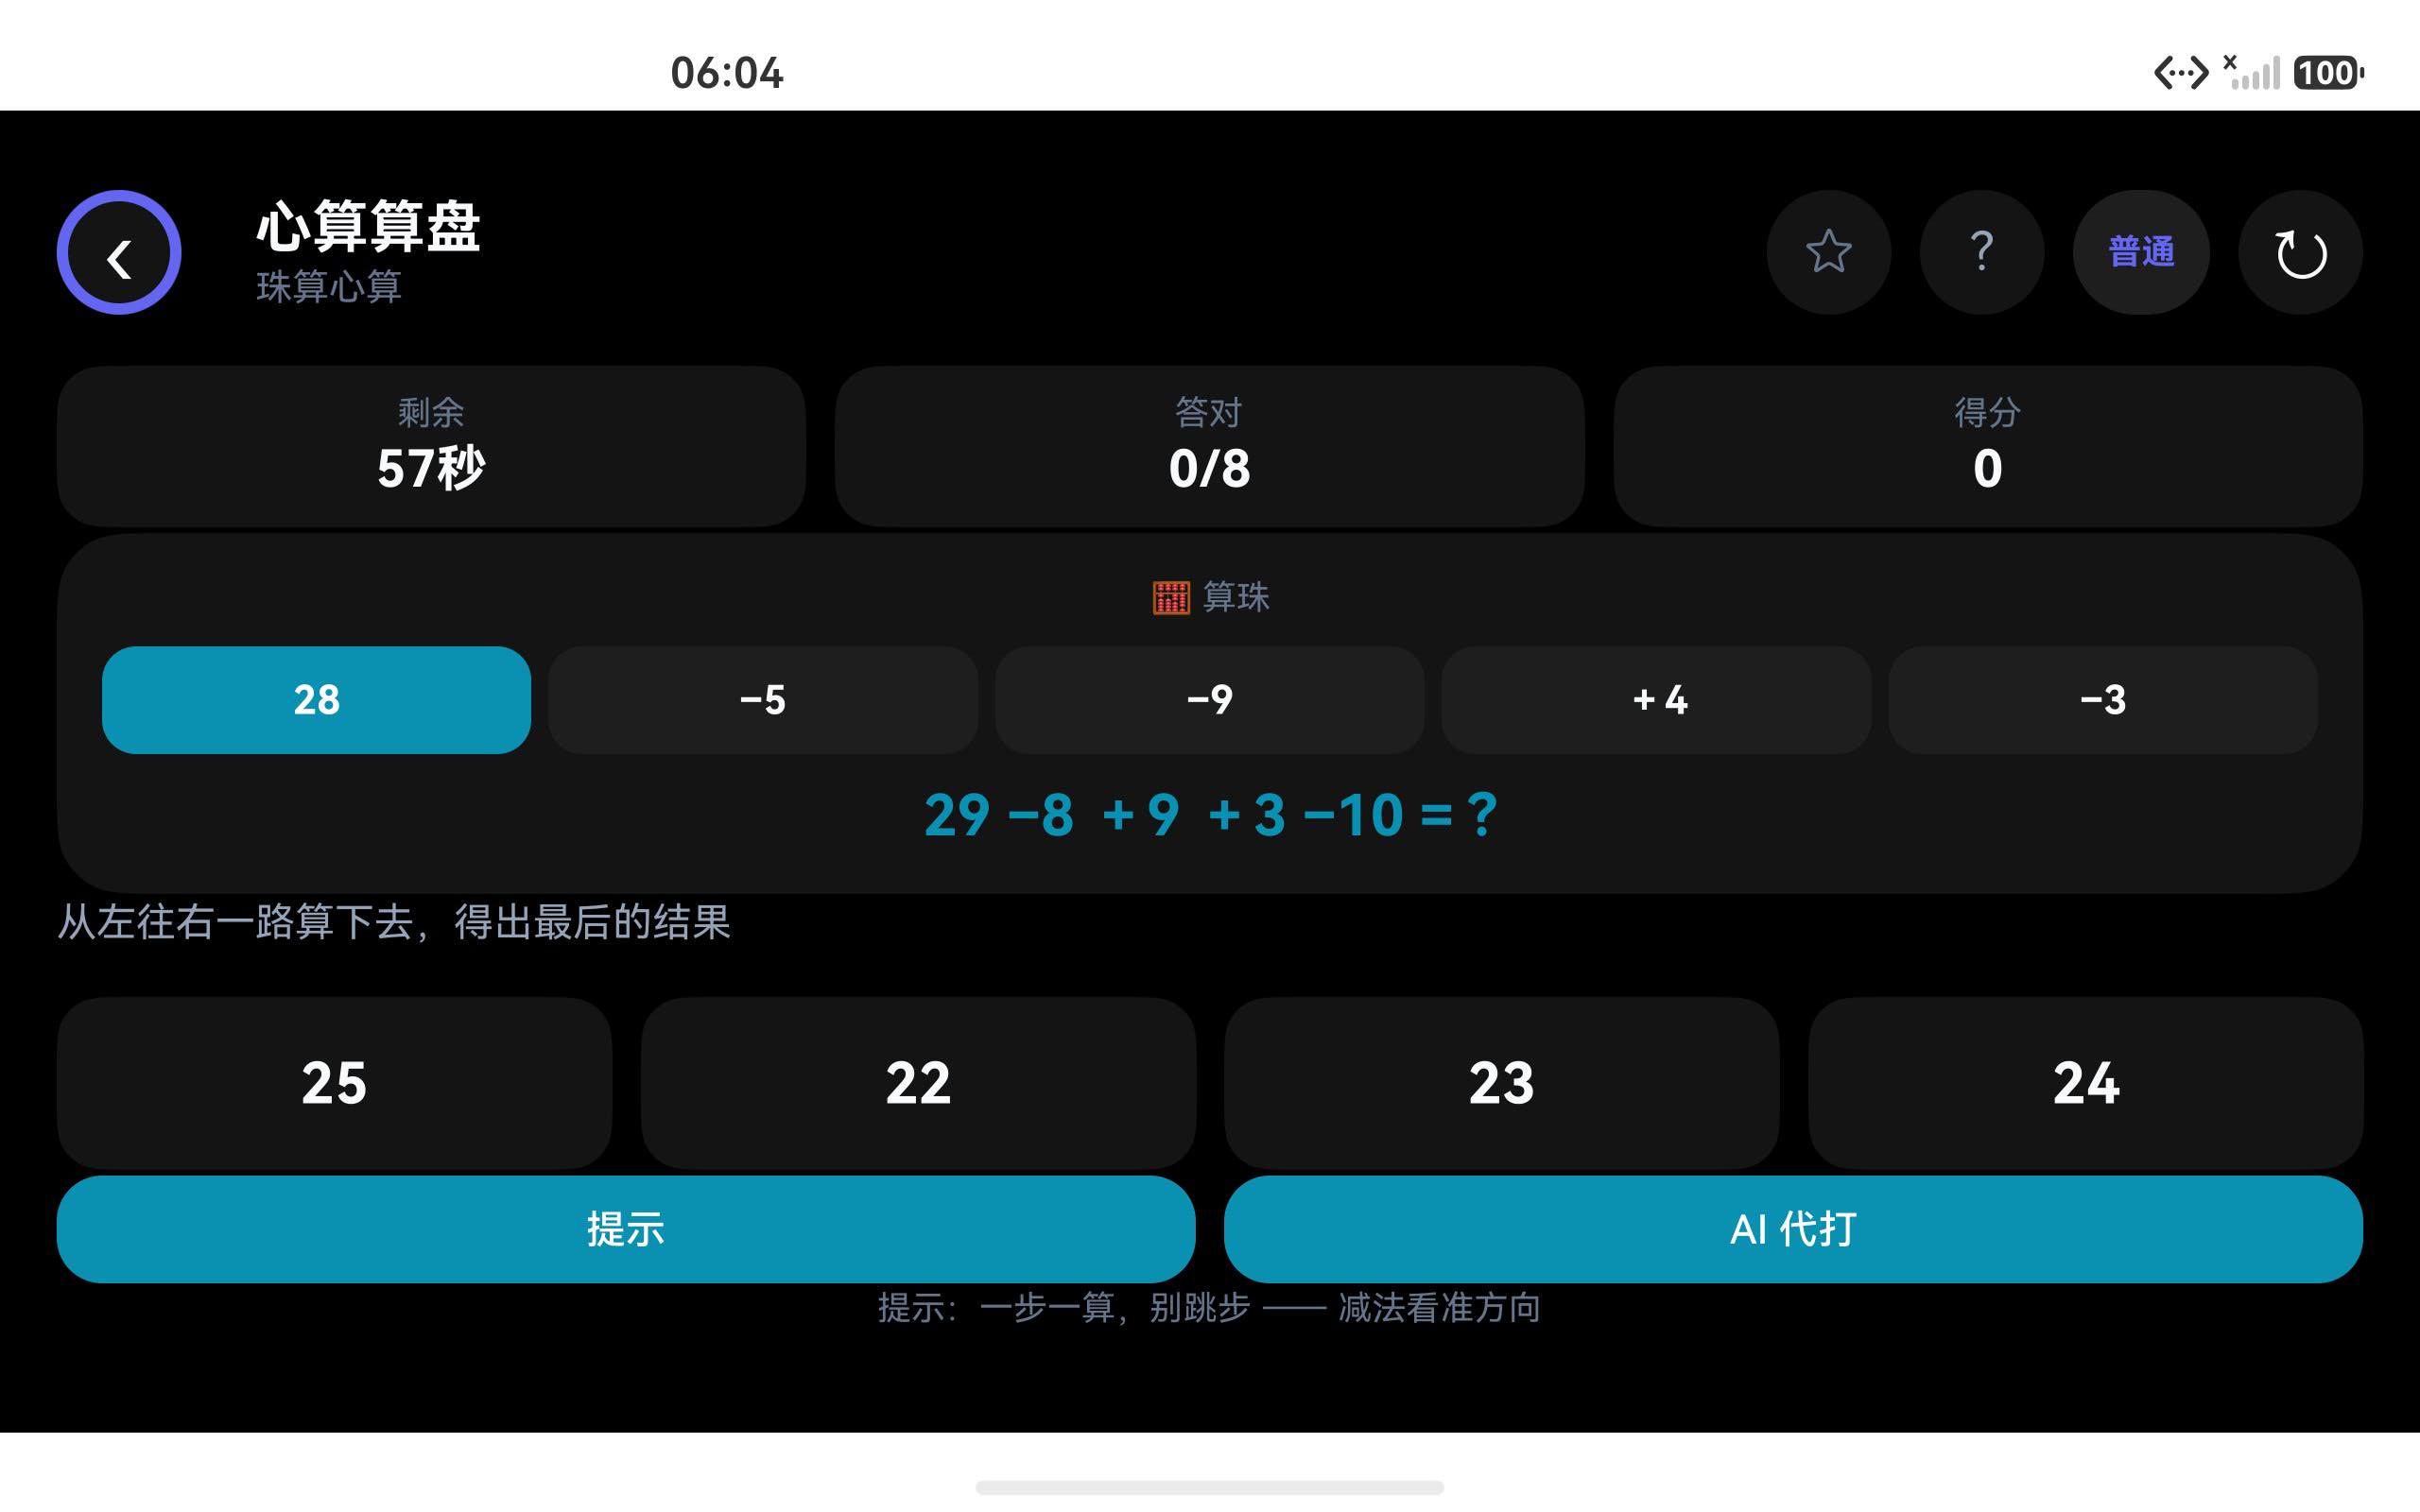 06:04
100
心算算盘
珠算心算
?
普通
剩余
57秒
答对
0/8
得分
0
算珠
28
−5
−9
+4
−3
29 −8 +9 +3 −10 = ?
从左往右一路算下去，得出最后的结果
25
22
23
24
提示
AI 代打
提示：一步一算，别跳步 —— 减法看准方向